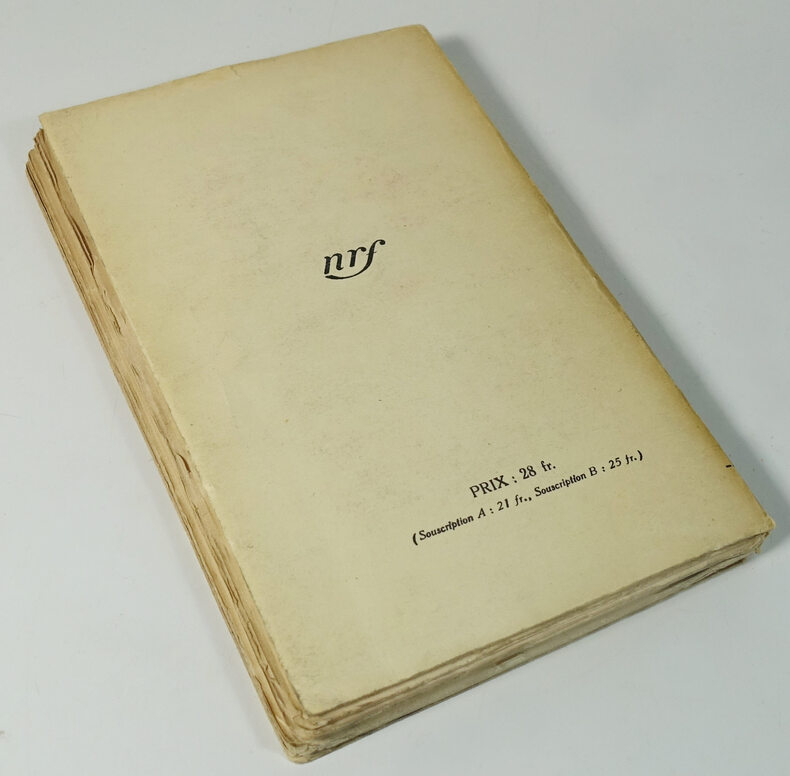 nrf
PRIX : 28 fr.
(Souscription A : 21 fr., Souscription B : 25 fr.)